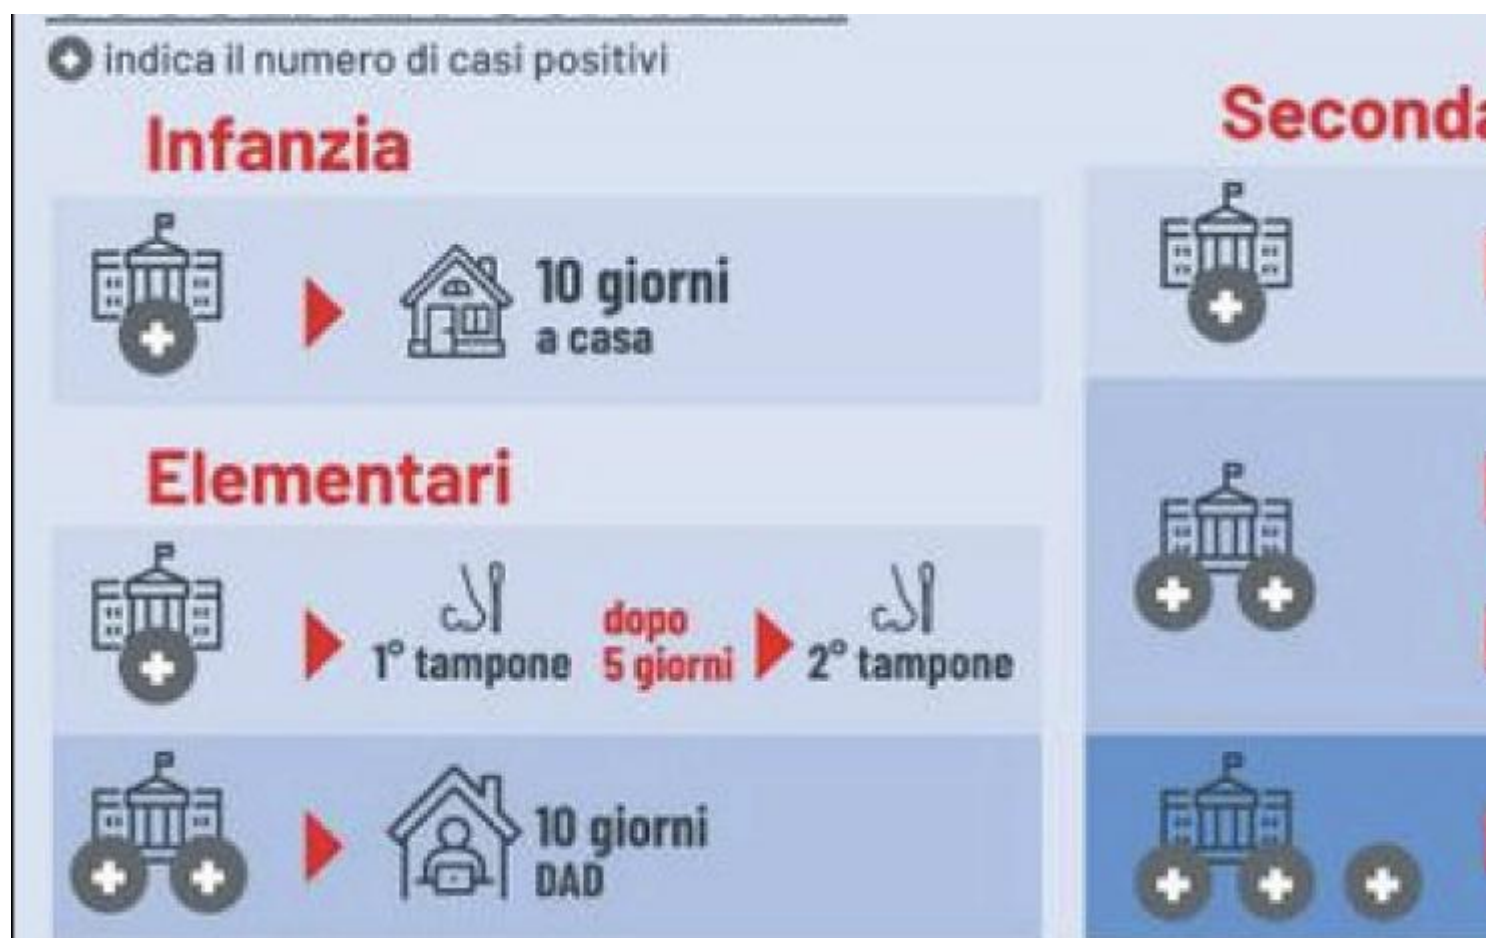 indica il numero di casi positivi
Infanzia
10 giorni
a casa
Elementari
1° tampone
dopo
5 giorni
2° tampone
10 giorni
DAD